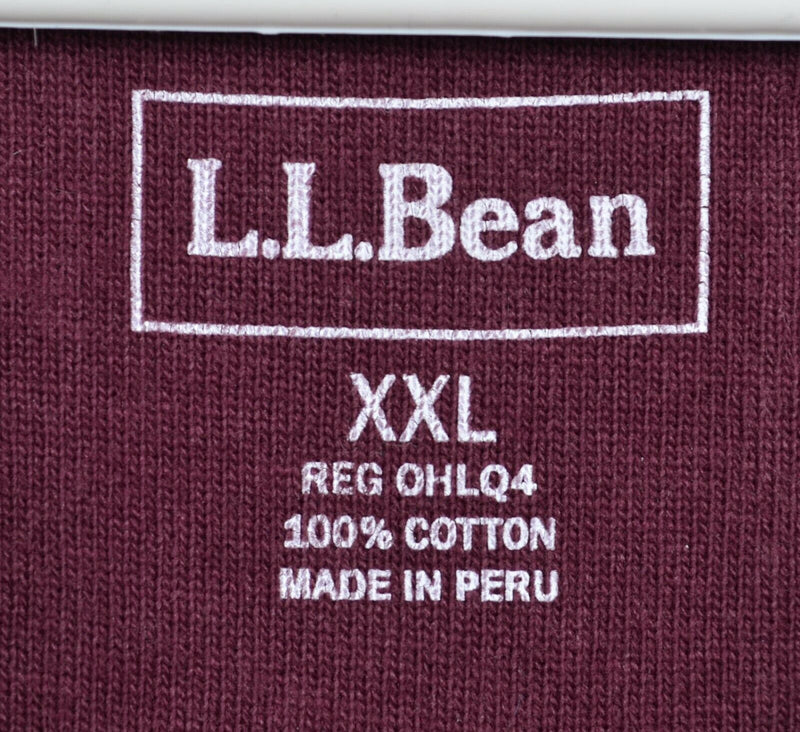 L.L.Bean
XXL
REG OHLQ4
100% COTTON
MADE IN PERU